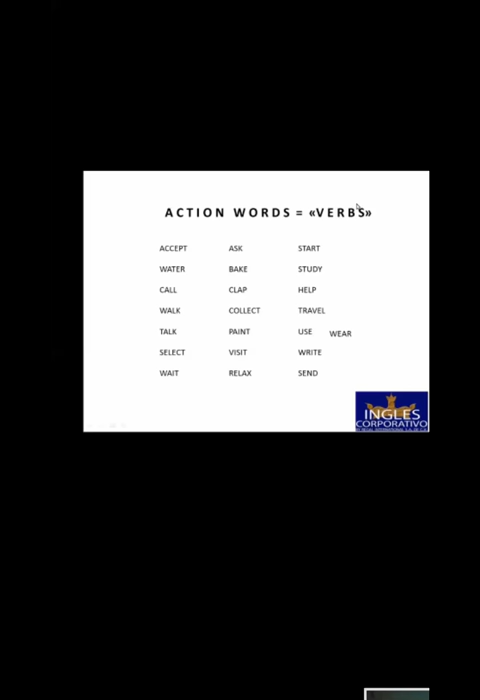 ACTION WORDS = «VERBS»
ACCEPT ASK START
WATER BAKE STUDY
CALL CLAP HELP
WALK COLLECT TRAVEL
TALK PAINT USE WEAR
SELECT VISIT WRITE
WAIT RELAX SEND
INGLES
CORPORATIVO